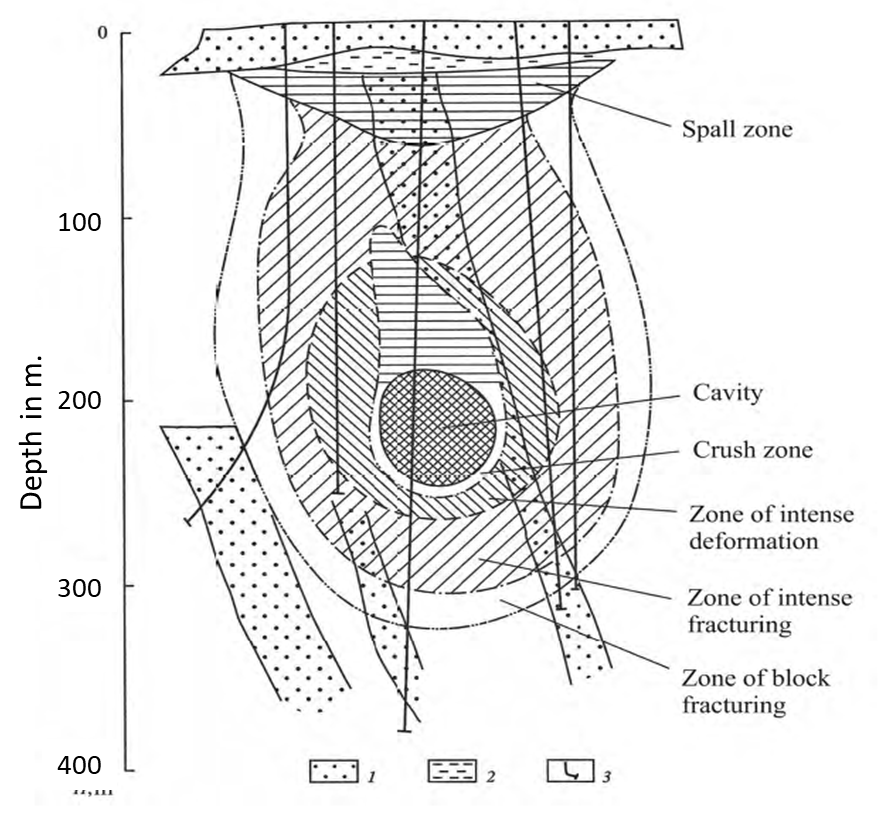 0
Spall zone
100
Depth in m.
200
Cavity
Crush zone
Zone of intense
deformation
300
Zone of intense
fracturing
Zone of block
fracturing
400
1
2
3